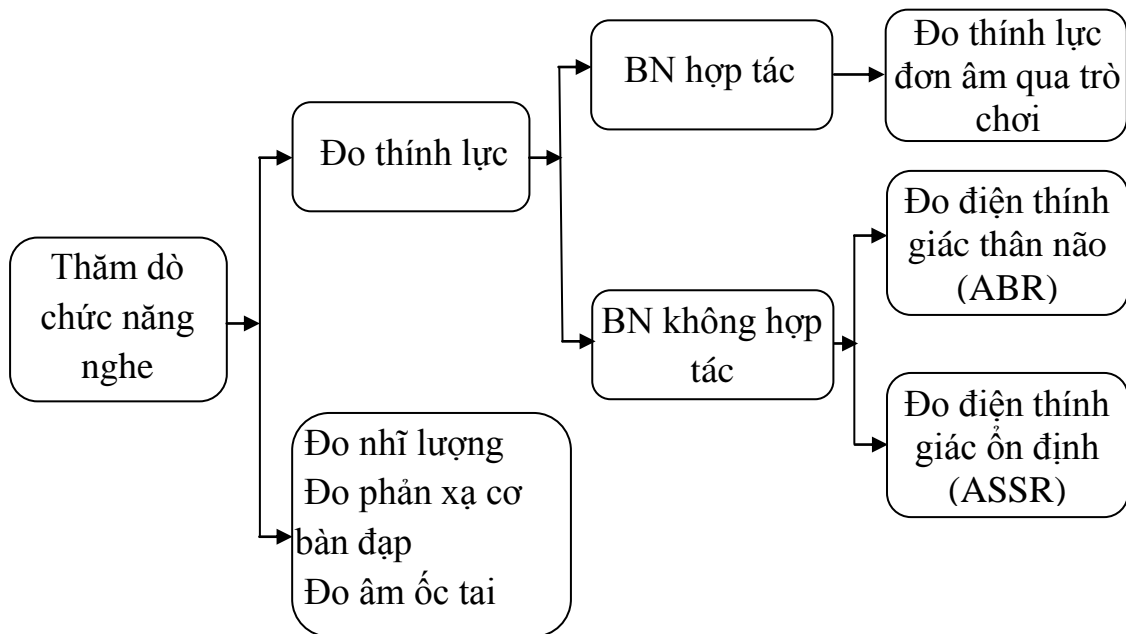 Thăm dò
chức năng
nghe
Đo thính lực
Đo nhĩ lượng
Đo phản xạ cơ
bàn đạp
Đo âm ốc tai
BN hợp tác
BN không hợp
tác
Đo thính lực
đơn âm qua trò
chơi
Đo điện thính
giác thân não
(ABR)
Đo điện thính
giác ổn định
(ASSR)